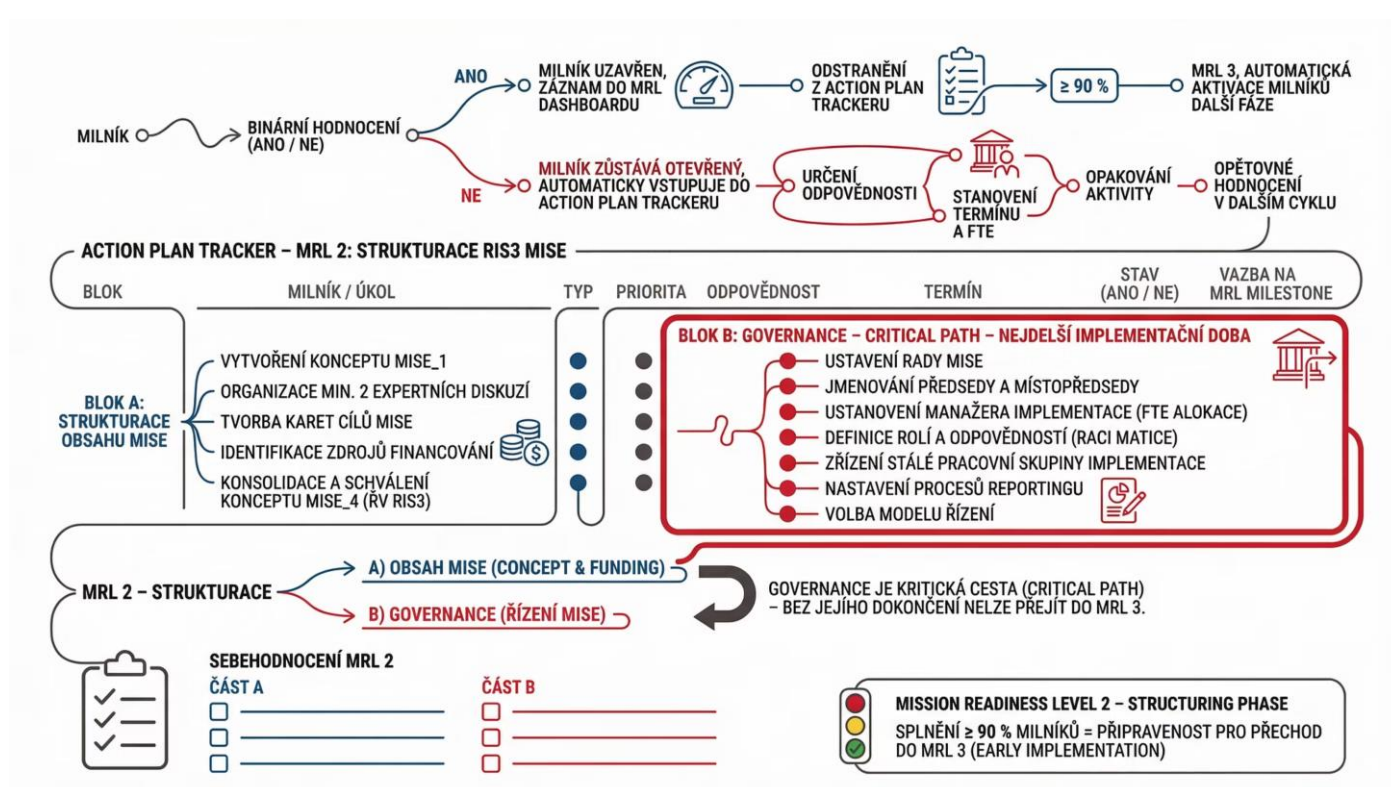 MILNÍK
BINÁRNÍ HODNOCENÍ
(ANO / NE)
ANO
MILNÍK UZAVŘEN,
ZÁZNAM DO MRL
DASHBOARDU
ODSTRANĚNÍ
Z ACTION PLAN
TRACKERU
≥ 90 %
MRL 3, AUTOMATICKÁ
AKTIVACE MILNÍKŮ
DALŠÍ FÁZE
NE
MILNÍK ZŮSTÁVÁ OTEVŘENÝ,
AUTOMATICKY VSTUPUJE DO
ACTION PLAN TRACKERU
URČENÍ
ODPOVĚDNOSTI
STANOVENÍ
TERMÍNU
A FTE
OPAKOVÁNÍ
AKTIVITY
OPĚTOVNÉ
HODNOCENÍ
V DALŠÍM CYKLU
ACTION PLAN TRACKER – MRL 2: STRUKTURACE RIS3 MISE
BLOK
MILNÍK / ÚKOL
TYP
PRIORITA
ODPOVĚDNOST
TERMÍN
STAV
(ANO / NE)
VAZBA NA
MRL MILESTONE
BLOK A:
STRUKTURACE
OBSAHU MISE
VYTVOŘENÍ KONCEPTU MISE_1
ORGANIZACE MIN. 2 EXPERTNÍCH DISKUZÍ
TVORBA KARET CÍLŮ MISE
IDENTIFIKACE ZDROJŮ FINANCOVÁNÍ
$
KONSOLIDACE A SCHVÁLENÍ
KONCEPTU MISE_4 (ŘV RIS3)
BLOK B: GOVERNANCE – CRITICAL PATH – NEJDELŠÍ IMPLEMENTAČNÍ DOBA
USTAVENÍ RADY MISE
JMENOVÁNÍ PŘEDSEDY A MÍSTOPŘEDSEDY
USTANOVENÍ MANAŽERA IMPLEMENTACE (FTE ALOKACE)
DEFINICE ROLÍ A ODPOVĚDNOSTÍ (RACI MATICE)
ZŘÍZENÍ STÁLÉ PRACOVNÍ SKUPINY IMPLEMENTACE
NASTAVENÍ PROCESŮ REPORTINGU
VOLBA MODELU ŘÍZENÍ
MRL 2 – STRUKTURACE
A) OBSAH MISE (CONCEPT & FUNDING)
B) GOVERNANCE (ŘÍZENÍ MISE)
GOVERNANCE JE KRITICKÁ CESTA (CRITICAL PATH)
– BEZ JEJÍHO DOKONČENÍ NELZE PŘEJÍT DO MRL 3.
SEBEHODNOCENÍ MRL 2
ČÁST A
ČÁST B
MISSION READINESS LEVEL 2 – STRUCTURING PHASE
SPLNĚNÍ ≥ 90 % MILNÍKŮ = PŘIPRAVENOST PRO PŘECHOD
DO MRL 3 (EARLY IMPLEMENTATION)